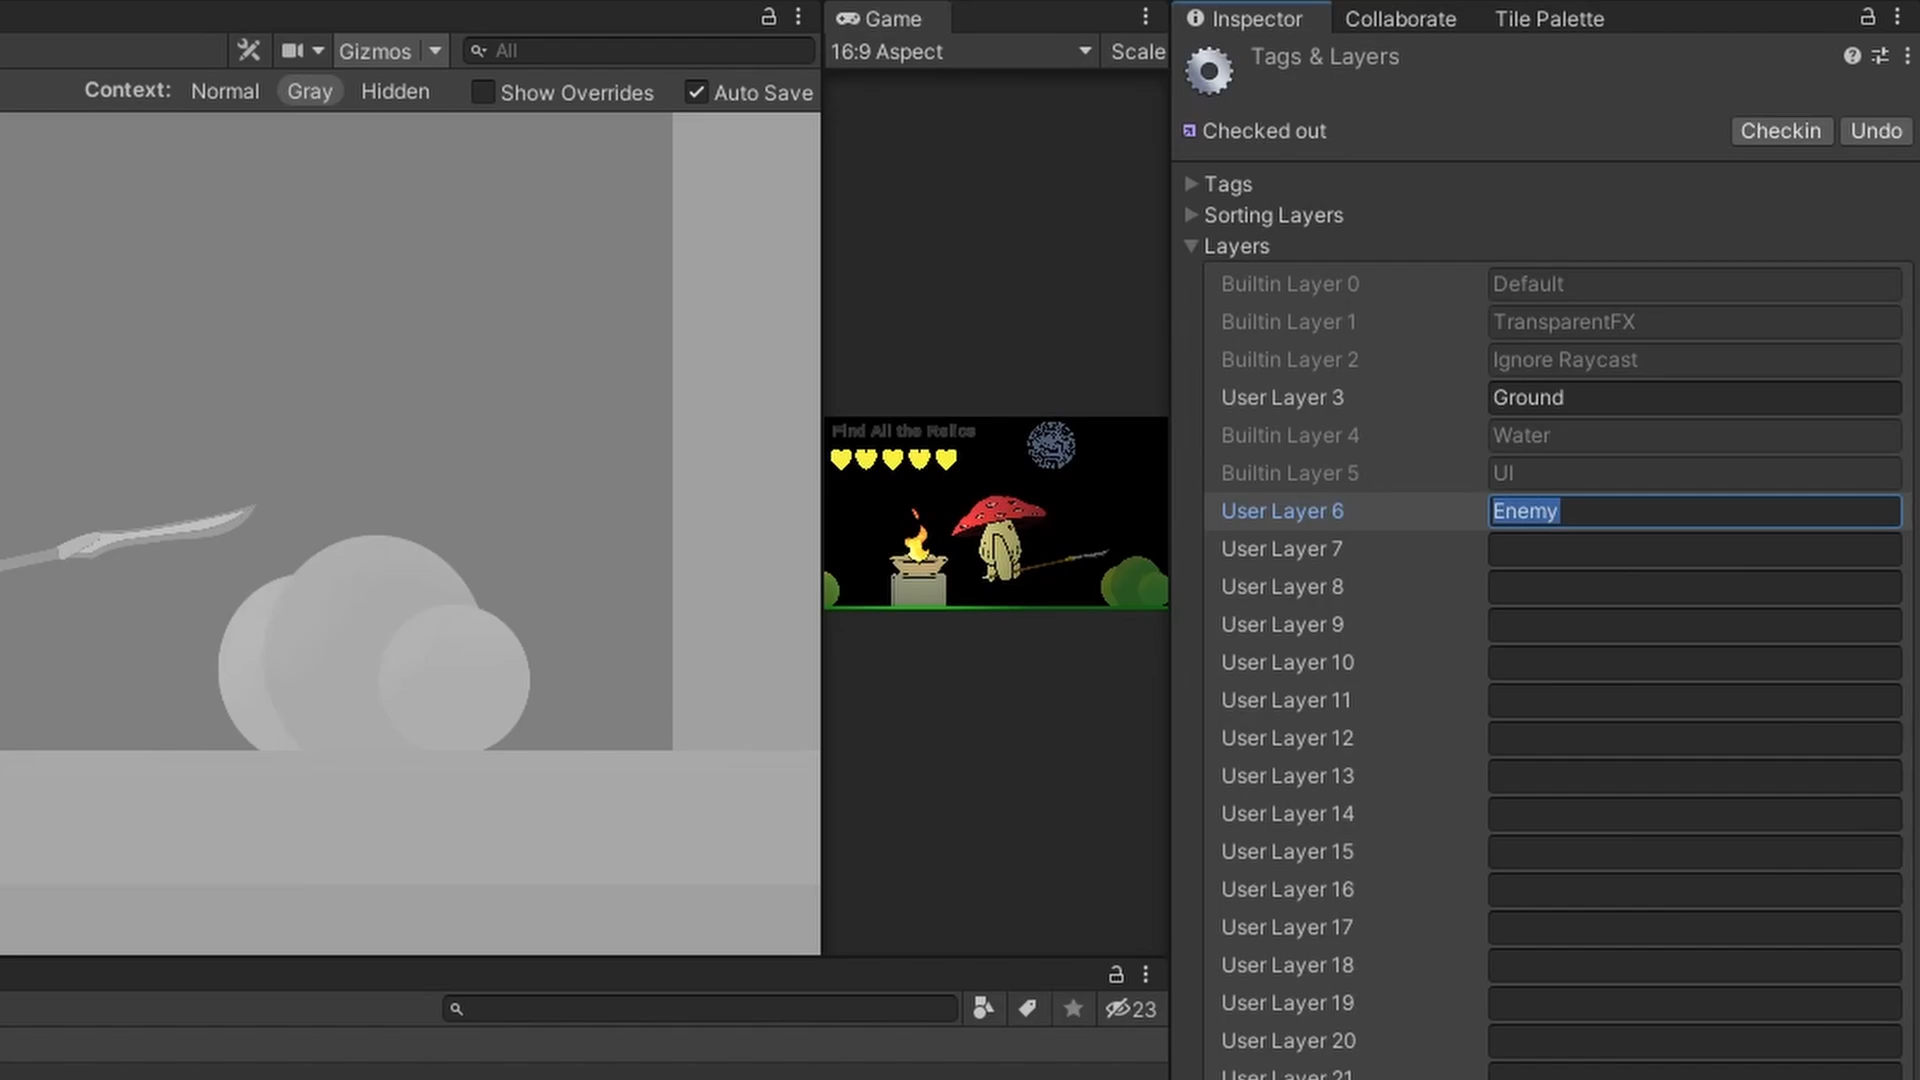 Gizmos
All
Context: Normal Gray Hidden Show Overrides Auto Save
Game
16:9 Aspect Scale
Find All the Relics
23
Inspector Collaborate Tile Palette
Tags & Layers
Checked out Checkin Undo
Tags
Sorting Layers
Layers
Builtin Layer 0 Default
Builtin Layer 1 TransparentFX
Builtin Layer 2 Ignore Raycast
User Layer 3 Ground
Builtin Layer 4 Water
Builtin Layer 5 UI
User Layer 6 Enemy
User Layer 7
User Layer 8
User Layer 9
User Layer 10
User Layer 11
User Layer 12
User Layer 13
User Layer 14
User Layer 15
User Layer 16
User Layer 17
User Layer 18
User Layer 19
User Layer 20
User Layer 21